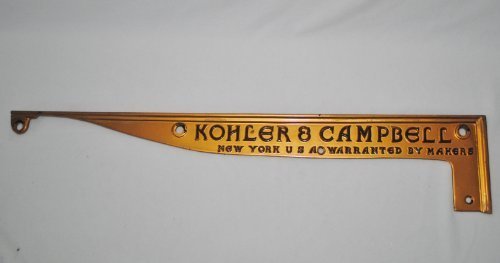 KOHLER & CAMPBELL
NEW YORK U S A WARRANTED BY MAKERS